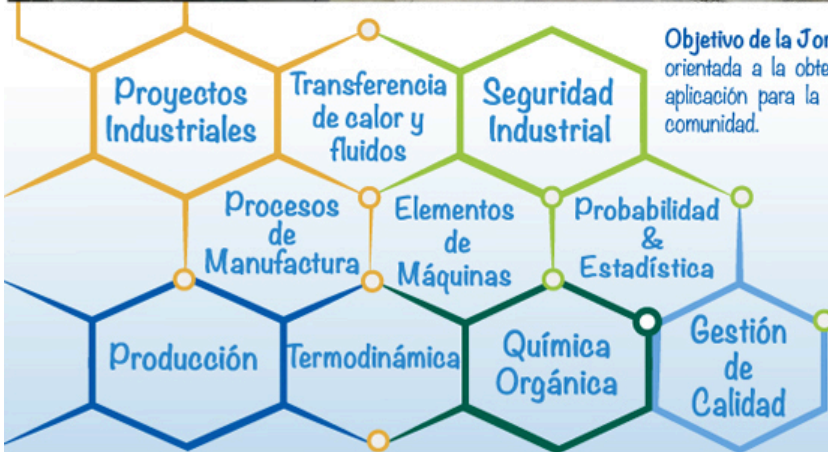 Objetivo de la Jor
orientada a la obte
aplicación para la
comunidad.
Proyectos
Industriales
Transferencia
de calor y
fluidos
Seguridad
Industrial
Procesos
de
Manufactura
Elementos
de
Máquinas
Probabilidad
&
Estadística
Producción
Termodinámica
Química
Orgánica
Gestión
de
Calidad